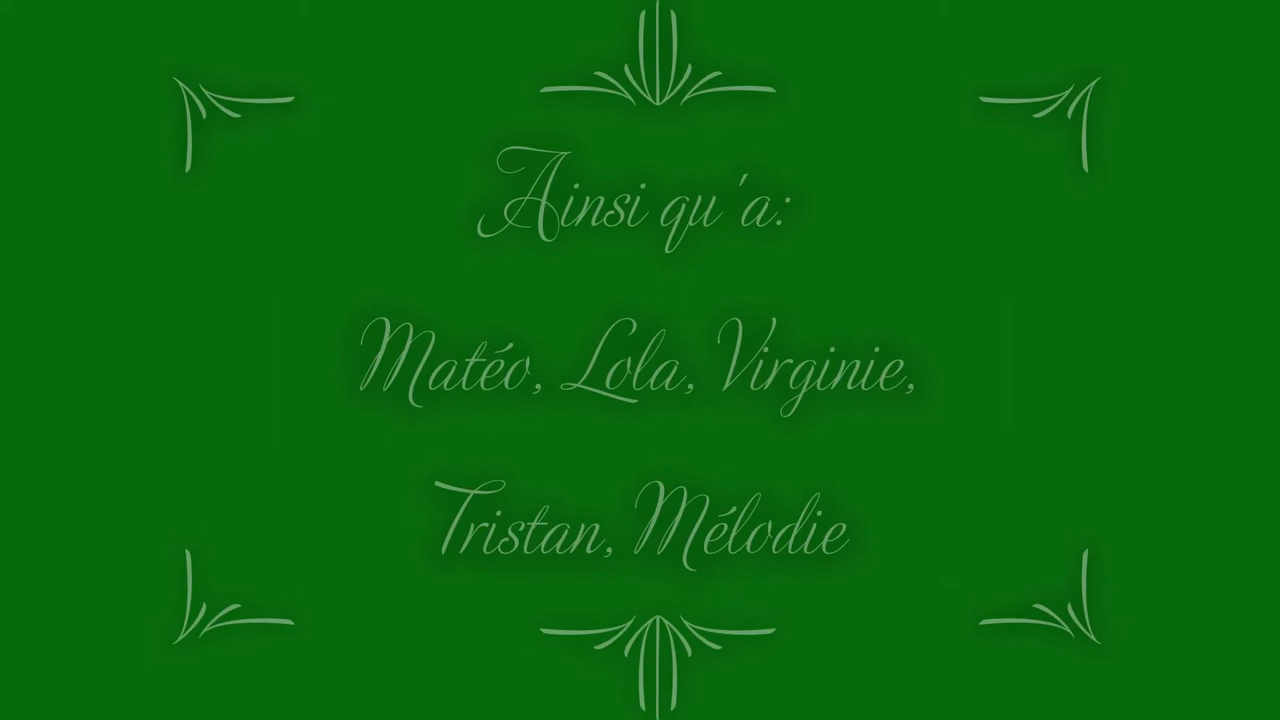 Ainsi qu'a:
Matéo, Lola, Virginie,
Tristan, Mélodie